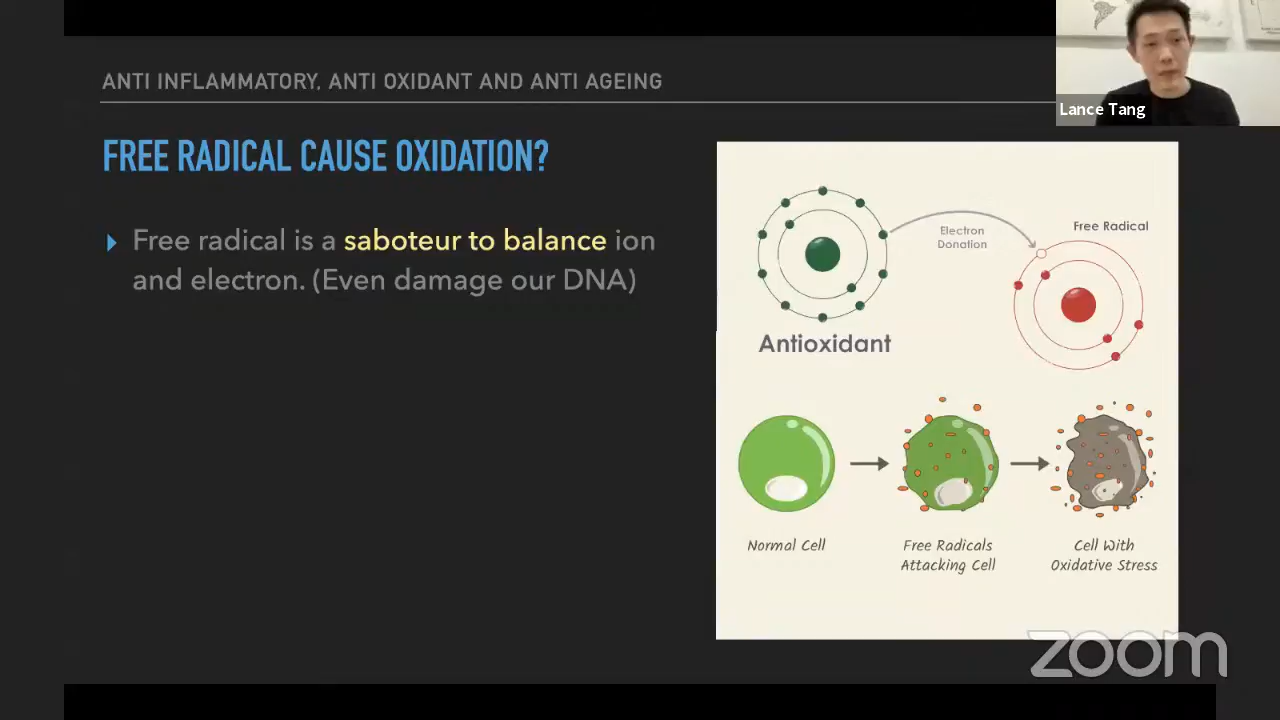 ANTI INFLAMMATORY, ANTI OXIDANT AND ANTI AGEING
Lance Tang
FREE RADICAL CAUSE OXIDATION?
Free radical is a saboteur to balance ion
and electron. (Even damage our DNA)
Electron
Donation
Free Radical
Antioxidant
Normal Cell
Free Radicals
Attacking Cell
Cell With
Oxidative Stress
zoom